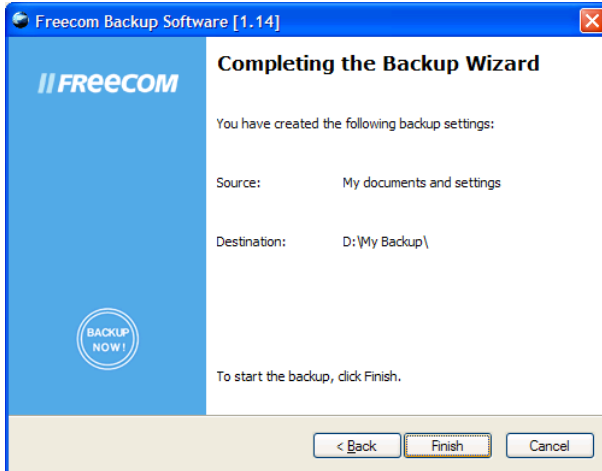 Freecom Backup Software [1.14]
FREECOM
Completing the Backup Wizard
You have created the following backup settings:
Source: My documents and settings
Destination: D:\My Backup\
BACKUP
NOW!
To start the backup, click Finish.
< Back Finish Cancel